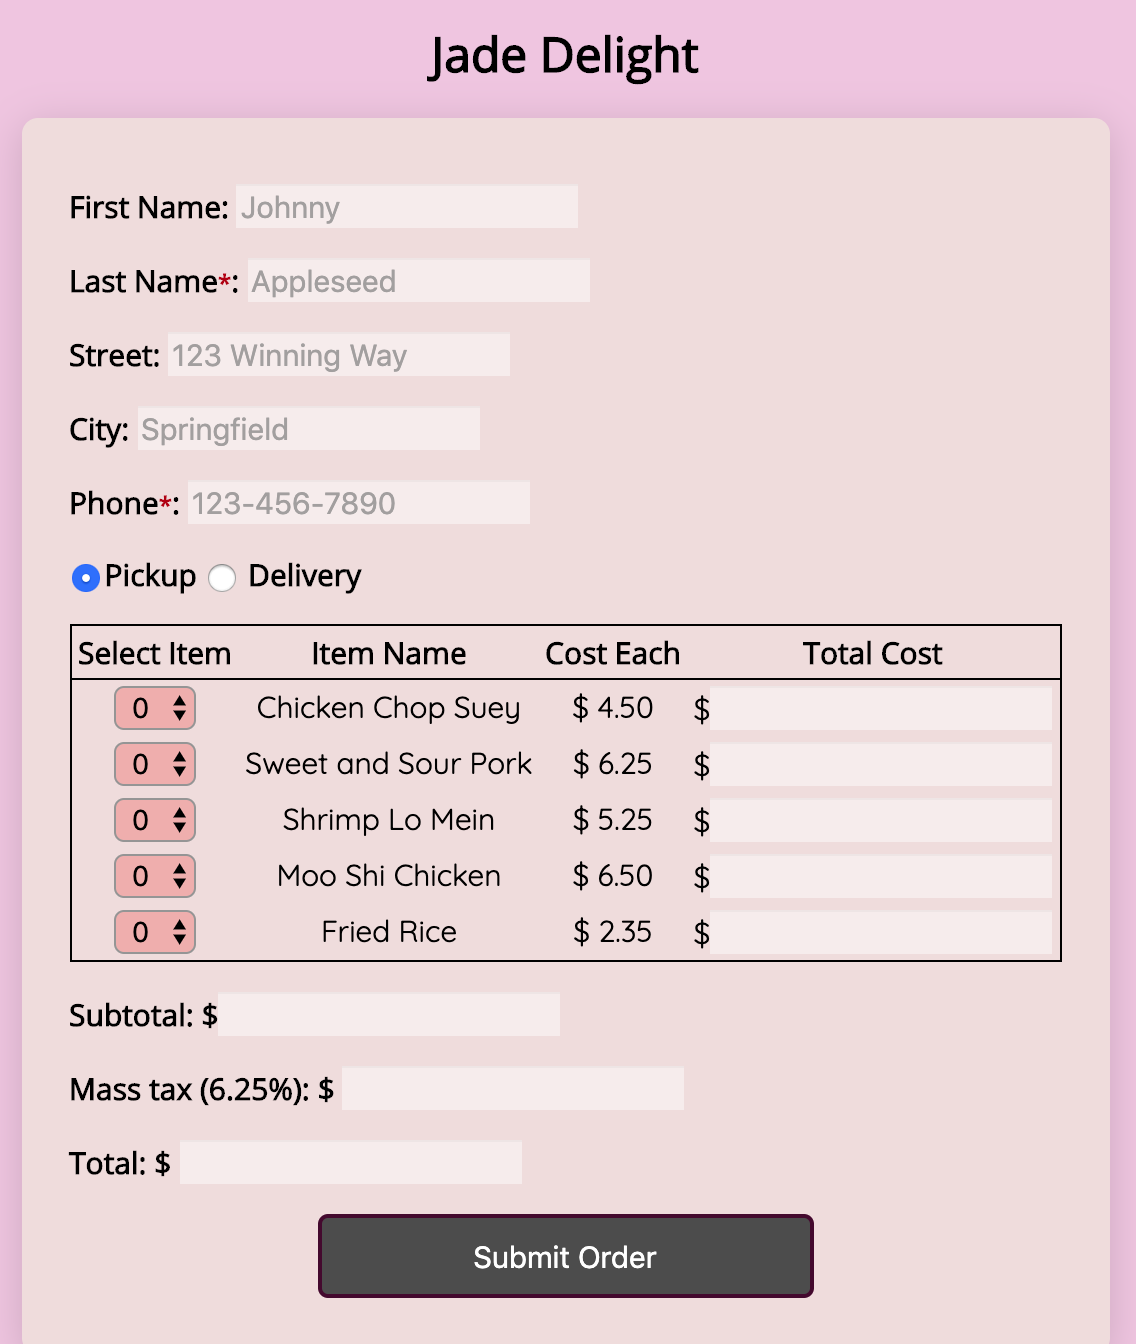 Jade Delight
First Name: Johnny
Last Name*: Appleseed
Street: 123 Winning Way
City: Springfield
Phone*: 123-456-7890
Pickup Delivery
Select Item Item Name Cost Each Total Cost
0 Chicken Chop Suey $ 4.50 $
0 Sweet and Sour Pork $ 6.25 $
0 Shrimp Lo Mein $ 5.25 $
0 Moo Shi Chicken $ 6.50 $
0 Fried Rice $ 2.35 $
Subtotal: $
Mass tax (6.25%): $
Total: $
Submit Order